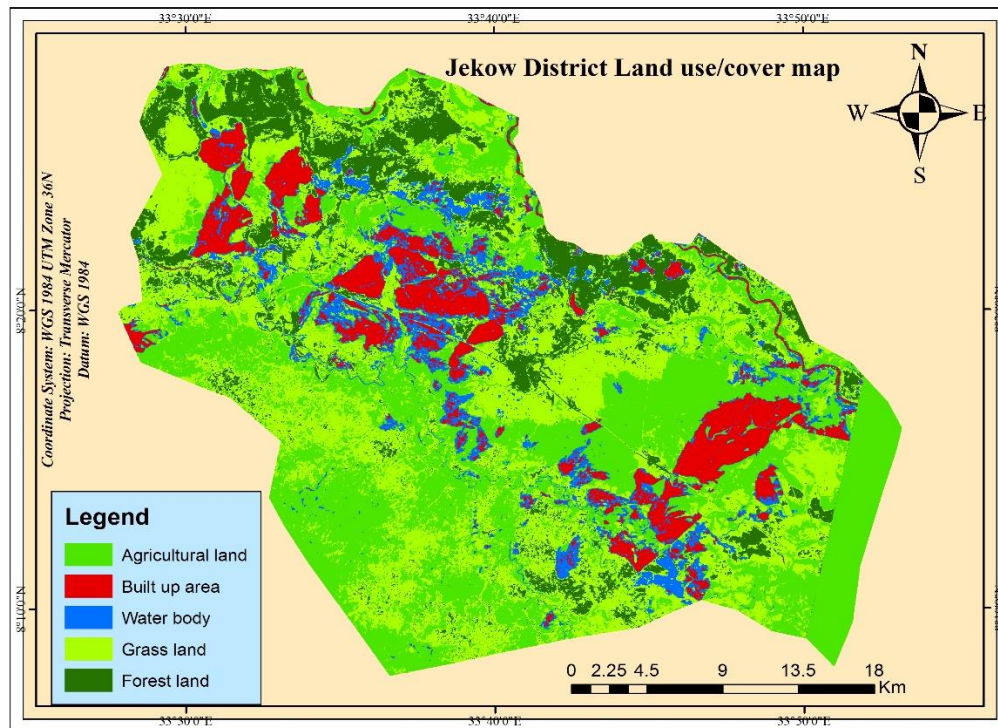 33°30'0"E 33°40'0"E 33°50'0"E
Jekow District Land use/cover map
N
W E
S
Coordinate System: WGS 1984 UTM Zone 36N
Projection: Transverse Mercator
Datum: WGS 1984
8°20'0"N
Legend
Agricultural land
Built up area
Water body
Grass land
Forest land
0 2.25 4.5 9 13.5 18
Km
33°30'0"E 33°40'0"E 33°50'0"E